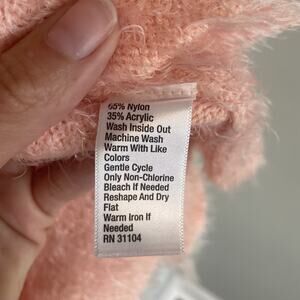 65% Nylon
35% Acrylic
Wash Inside Out
Machine Wash
Warm With Like
Colors
Gentle Cycle
Only Non-Chlorine
Bleach If Needed
Reshape And Dry
Flat
Warm Iron If
Needed
RN 31104